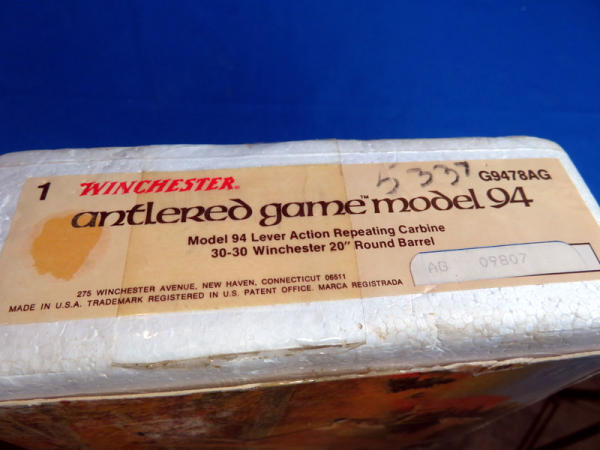 1 WINCHESTER. 5337 G9478AG
antlered game™ model 94
Model 94 Lever Action Repeating Carbine
30-30 Winchester 20" Round Barrel
AG 09807
275 WINCHESTER AVENUE, NEW HAVEN, CONNECTICUT 06511
MADE IN U.S.A. TRADEMARK REGISTERED IN U.S. PATENT OFFICE. MARCA REGISTRADA